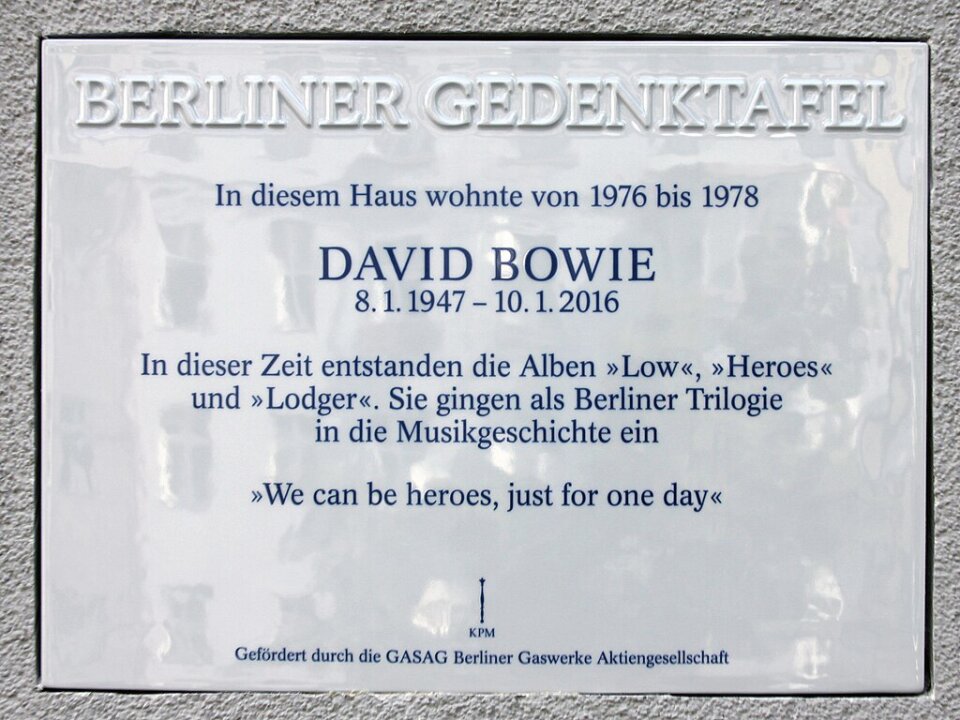 BERLINER GEDENKTAFEL
In diesem Haus wohnte von 1976 bis 1978
DAVID BOWIE
8. 1. 1947 – 10. 1. 2016
In dieser Zeit entstanden die Alben »Low«, »Heroes«
und »Lodger«. Sie gingen als Berliner Trilogie
in die Musikgeschichte ein
»We can be heroes, just for one day«
KPM
Gefördert durch die GASAG Berliner Gaswerke Aktiengesellschaft